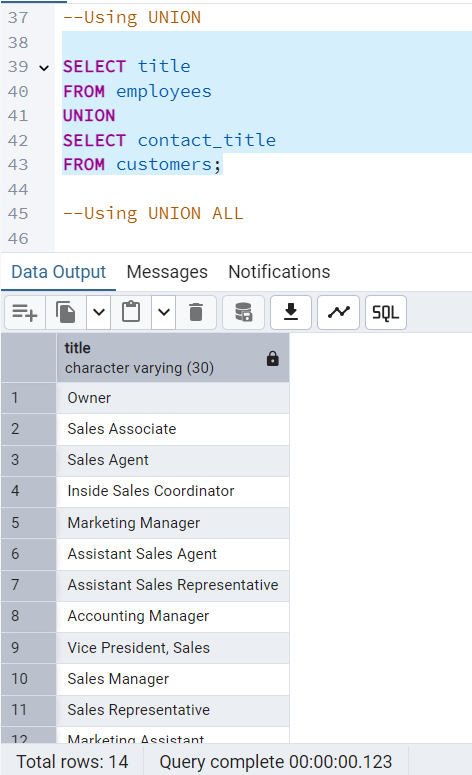 37 --Using UNION
38
39 SELECT title
40 FROM employees
41 UNION
42 SELECT contact_title
43 FROM customers;
44
45 --Using UNION ALL
46
Data Output Messages Notifications
SQL
title
character varying (30)
1 Owner
2 Sales Associate
3 Sales Agent
4 Inside Sales Coordinator
5 Marketing Manager
6 Assistant Sales Agent
7 Assistant Sales Representative
8 Accounting Manager
9 Vice President, Sales
10 Sales Manager
11 Sales Representative
12 Marketing Assistant
Total rows: 14 Query complete 00:00:00.123